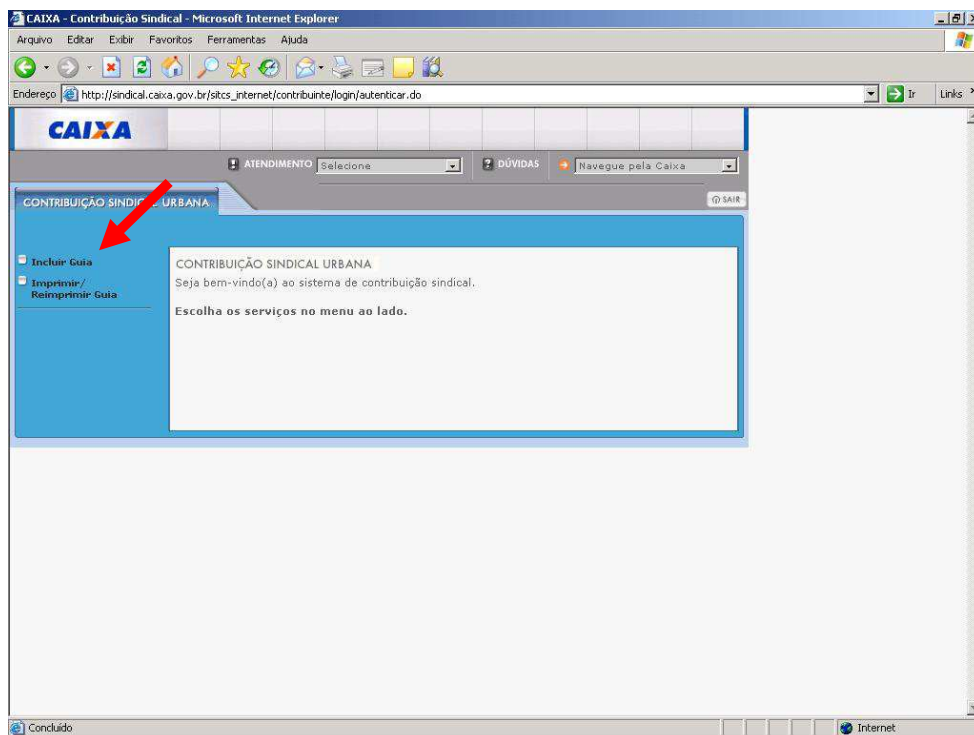 CAIXA - Contribuição Sindical - Microsoft Internet Explorer
Arquivo Editar Exibir Favoritos Ferramentas Ajuda
Endereço http://sindical.caixa.gov.br/sitcs_internet/contribuinte/login/autenticar.do Ir Links
CAIXA
ATENDIMENTO Selecione DÚVIDAS Navegue pela Caixa
CONTRIBUIÇÃO SINDICAL URBANA SAIR
Incluir Guia
Imprimir/
Reimprimir Guia
CONTRIBUIÇÃO SINDICAL URBANA
Seja bem-vindo(a) ao sistema de contribuição sindical.
Escolha os serviços no menu ao lado.
Concluído Internet